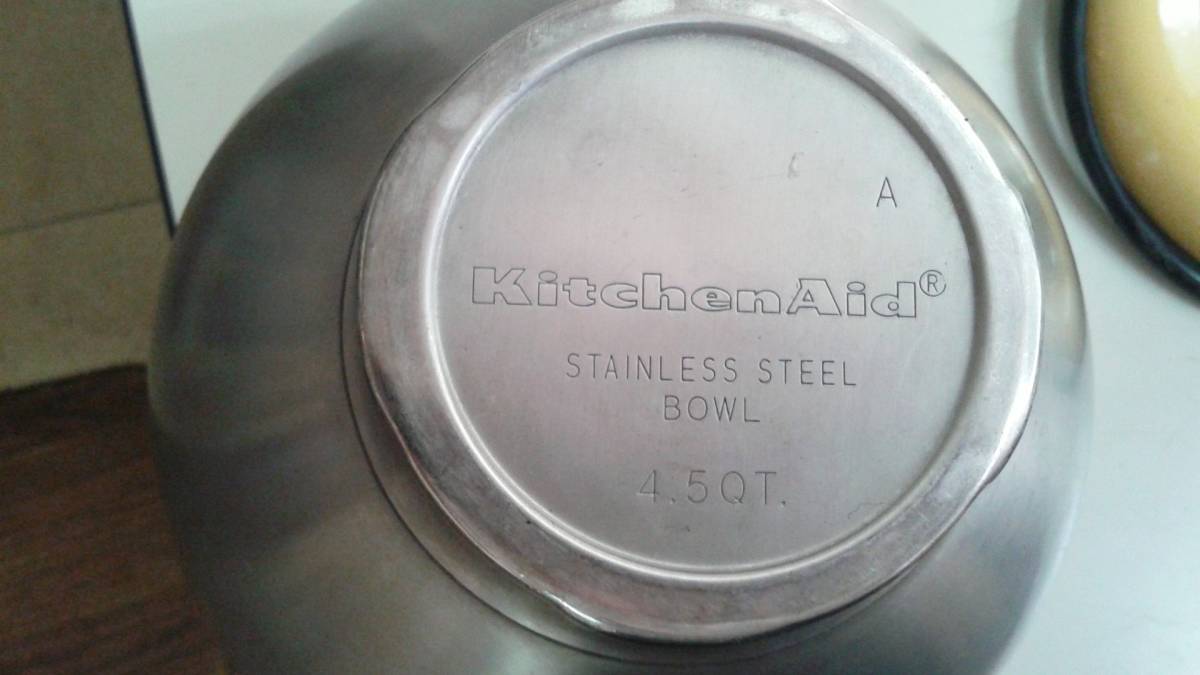 A
KitchenAid®
STAINLESS STEEL
BOWL
4.5QT.